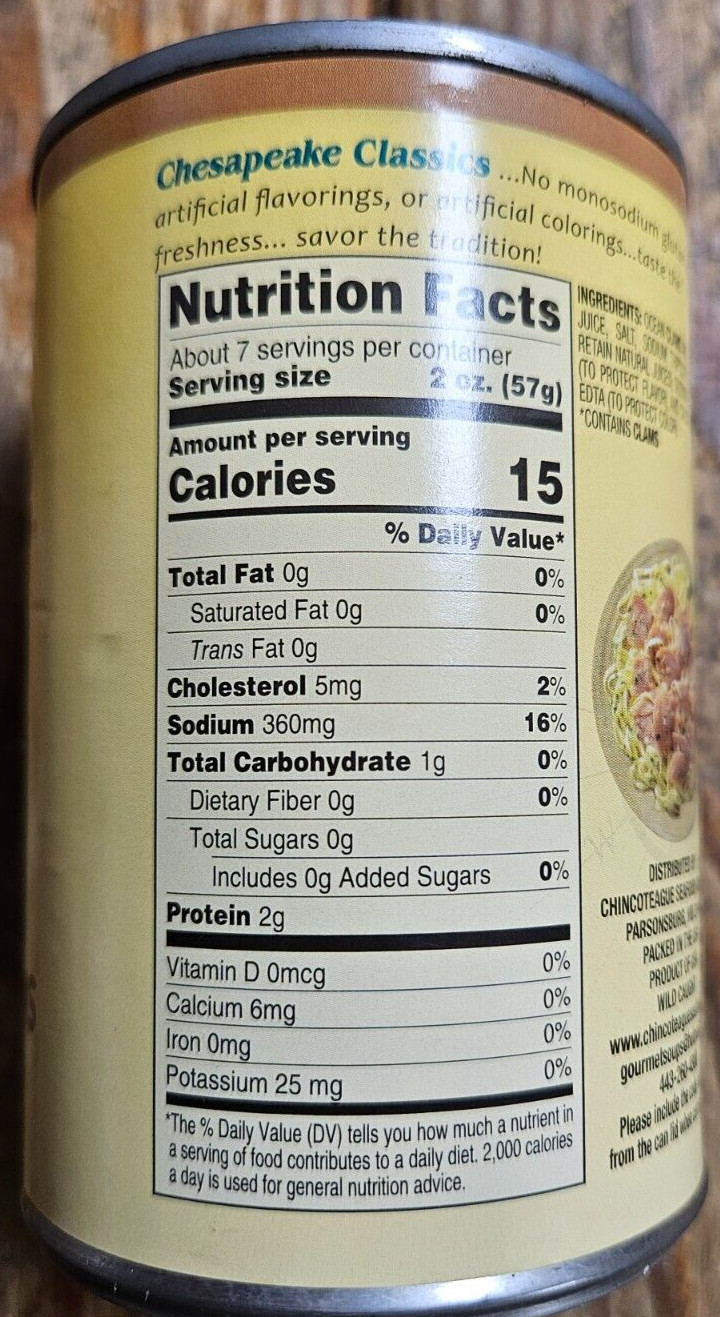 Chesapeake Classics ...No monosodium
artificial flavorings, or artificial colorings...taste the
freshness... savor the tradition!
Nutrition Facts
About 7 servings per container
Serving size 2 oz. (57g)
Amount per serving
Calories 15
% Daily Value*
Total Fat 0g 0%
Saturated Fat 0g 0%
Trans Fat 0g
Cholesterol 5mg 2%
Sodium 360mg 16%
Total Carbohydrate 1g 0%
Dietary Fiber 0g 0%
Total Sugars 0g
Includes 0g Added Sugars 0%
Protein 2g
Vitamin D 0mcg 0%
Calcium 6mg 0%
Iron 0mg 0%
Potassium 25 mg 0%
*The % Daily Value (DV) tells you how much a nutrient in
a serving of food contributes to a daily diet. 2,000 calories
a day is used for general nutrition advice.
INGREDIENTS: OCEAN
JUICE, SALT, SODIUM
RETAIN NATURAL JUICES
(TO PROTECT FLAVOR
EDTA (TO PROTECT COLOR
*CONTAINS CLAMS
DISTRIBUTED BY
CHINCOTEAGUE
PARSONSBURG,
PACKED IN THE
PRODUCT OF
WILD CAUGHT
443-260-
Please include the
from the can lid